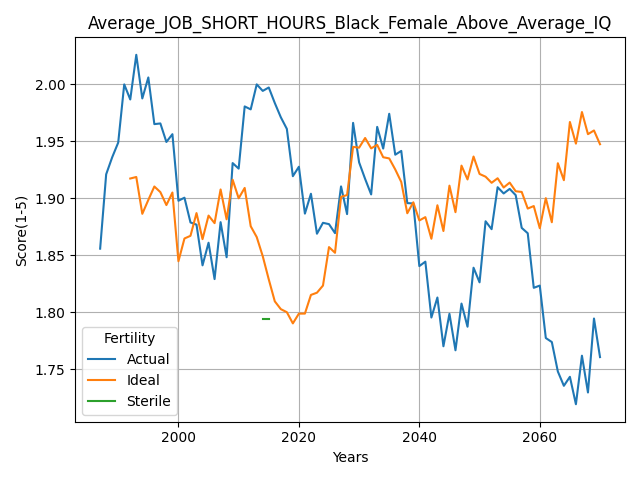 Average_JOB_SHORT_HOURS_Black_Female_Above_Average_IQ
Score(1-5)
2.00
1.95
1.90
1.85
1.80
1.75
Fertility
Actual
Ideal
Sterile
2000
2020
2040
2060
Years